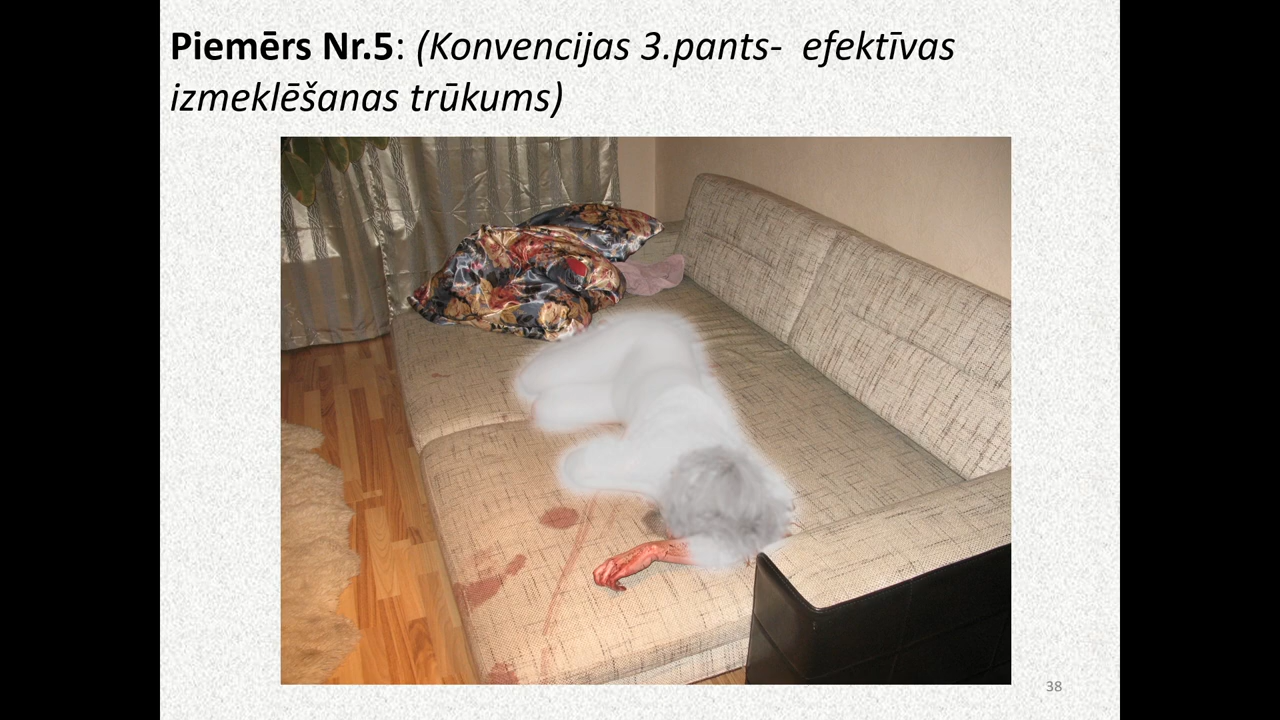 Piemērs Nr.5: (Konvencijas 3.pants-  efektīvas
izmeklēšanas trūkums)
38